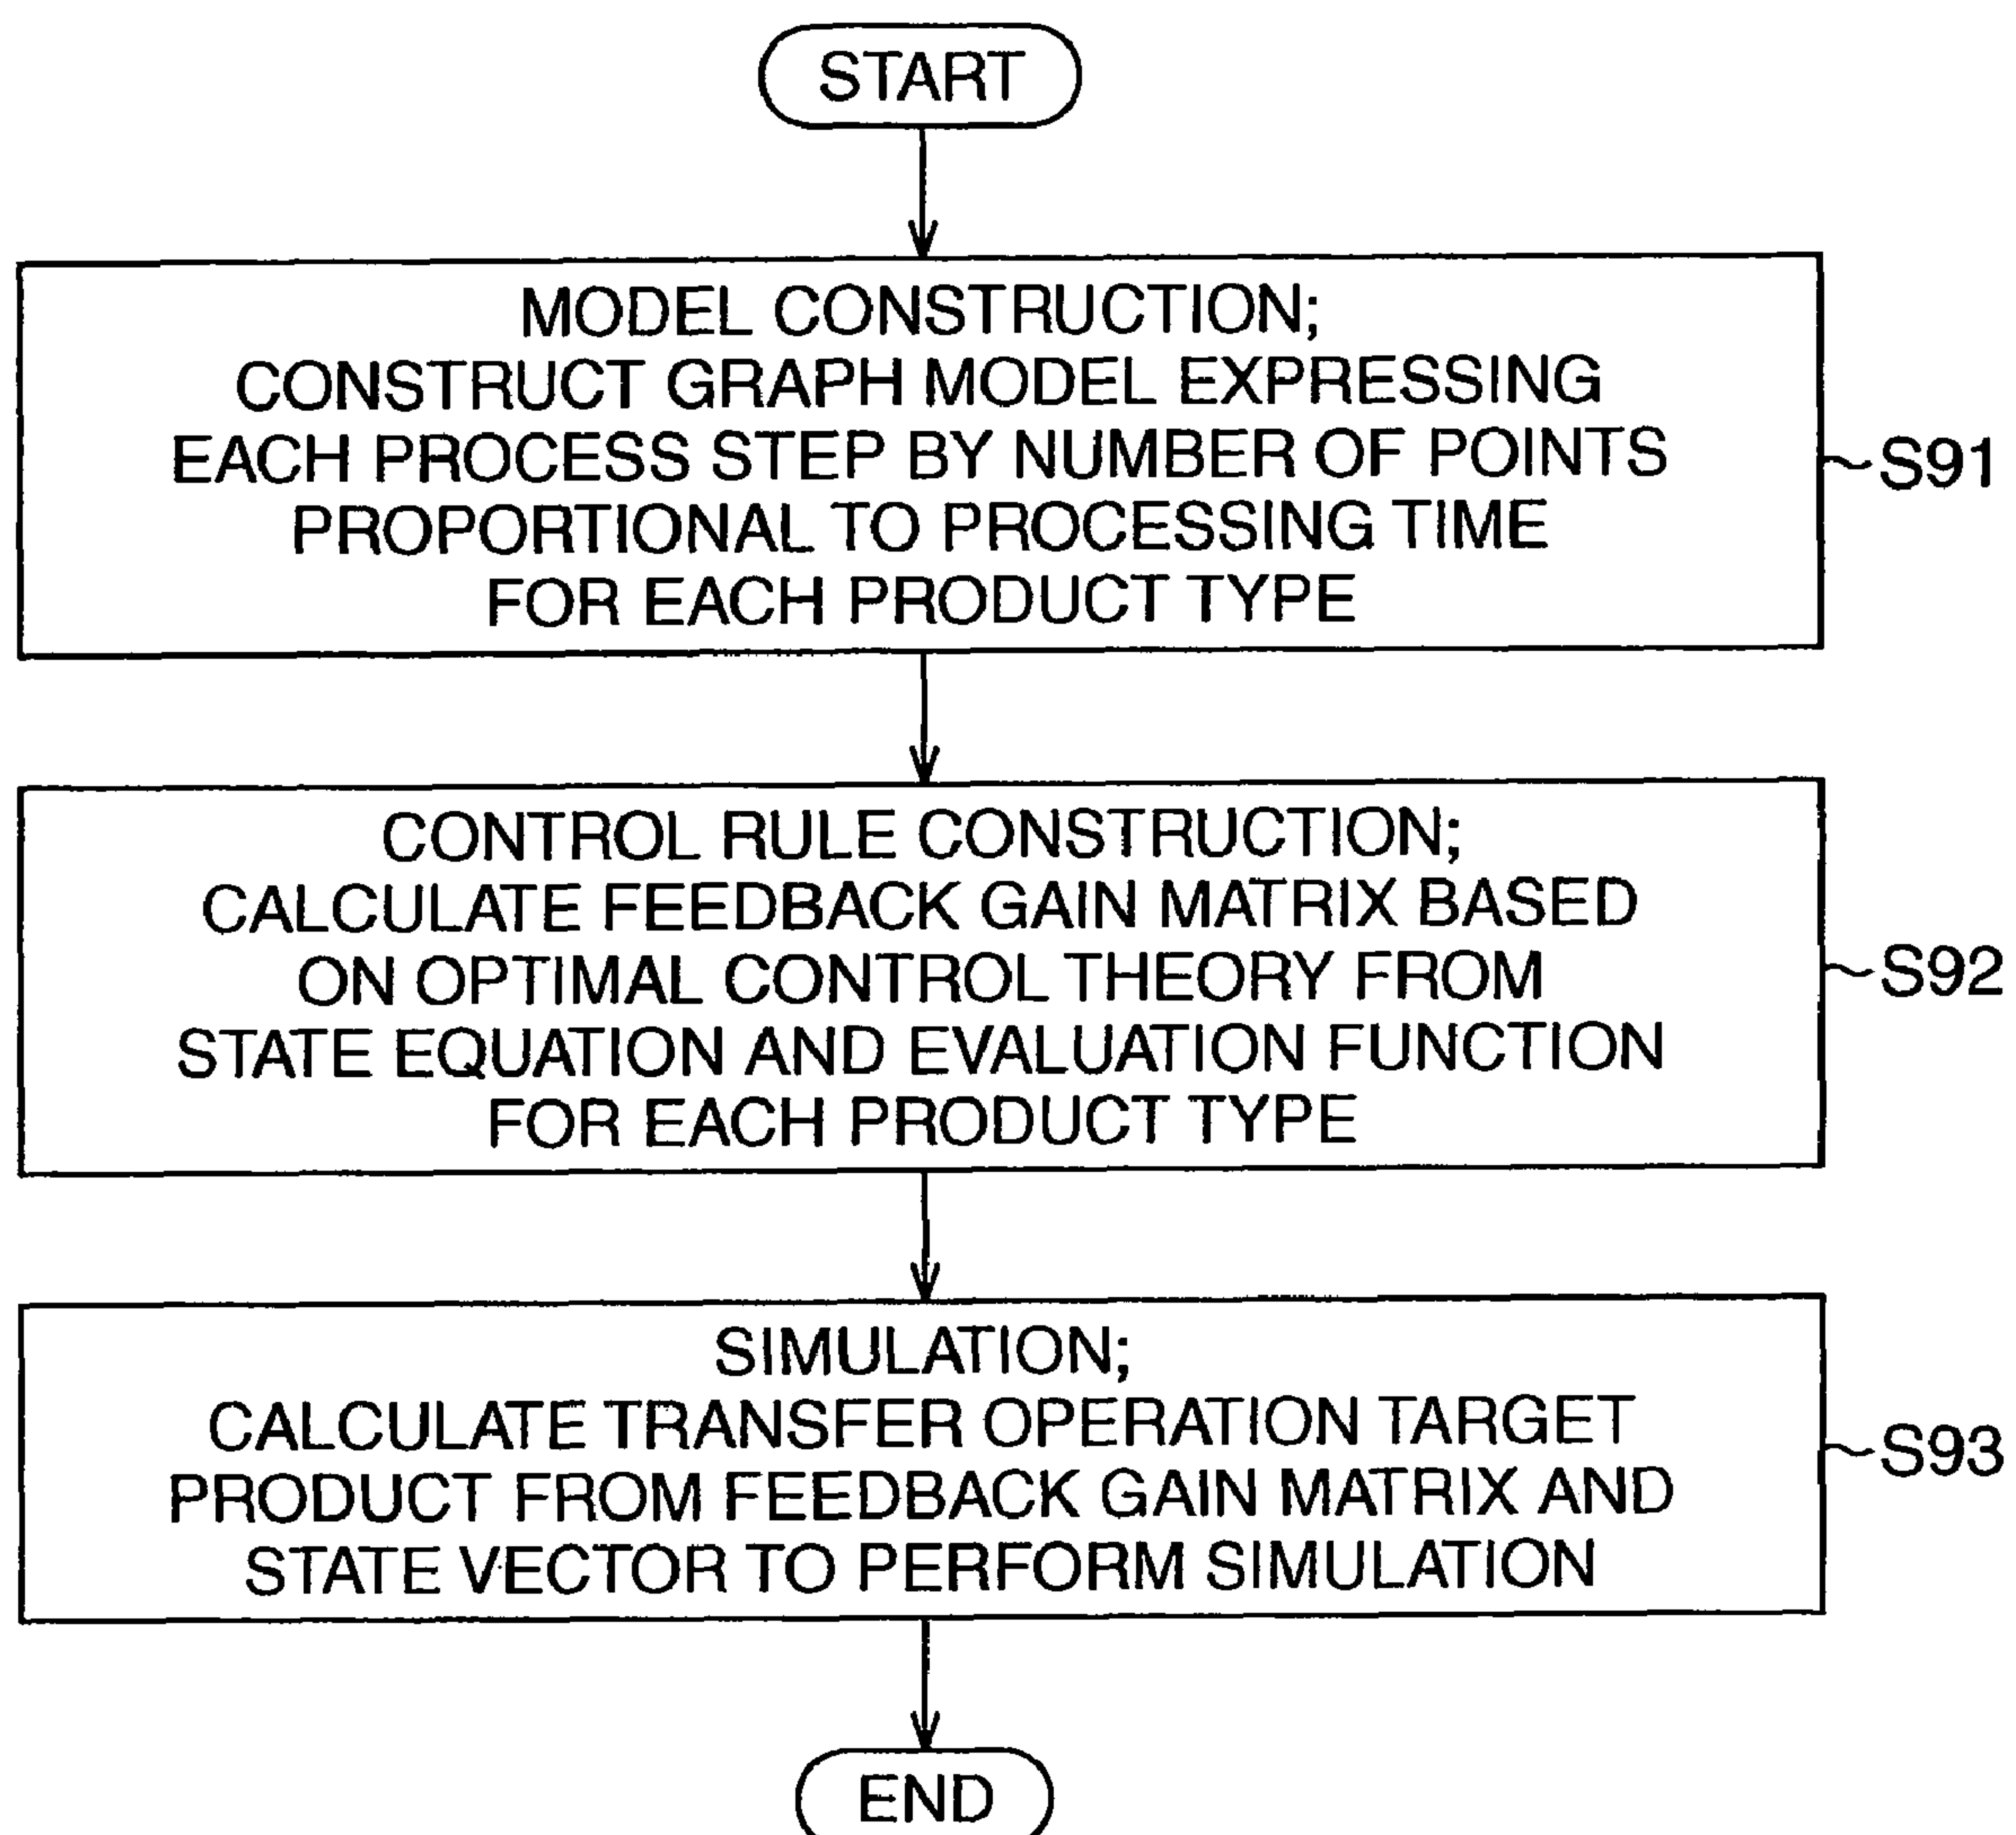 START
MODEL CONSTRUCTION;
CONSTRUCT GRAPH MODEL EXPRESSING
EACH PROCESS STEP BY NUMBER OF POINTS
PROPORTIONAL TO PROCESSING TIME
FOR EACH PRODUCT TYPE
S91
CONTROL RULE CONSTRUCTION;
CALCULATE FEEDBACK GAIN MATRIX BASED
ON OPTIMAL CONTROL THEORY FROM
STATE EQUATION AND EVALUATION FUNCTION
FOR EACH PRODUCT TYPE
S92
SIMULATION;
CALCULATE TRANSFER OPERATION TARGET
PRODUCT FROM FEEDBACK GAIN MATRIX AND
STATE VECTOR TO PERFORM SIMULATION
S93
END